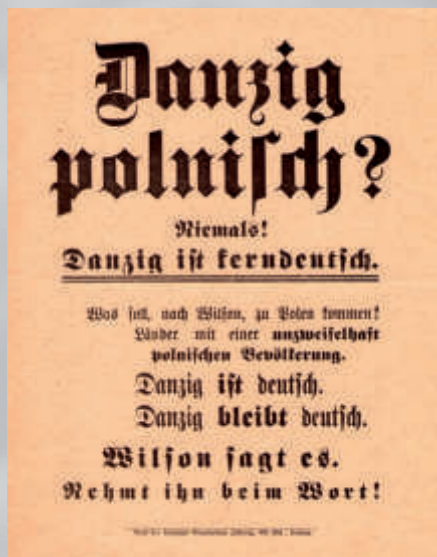 Danzig
polniſch?
Niemals!
Danzig iſt kerndeutſch.
Was ſoll, nach Wilſon, zu Polen kommen?
Länder mit einer unzweifelhaft
polniſchen Bevölkerung.
Danzig iſt deutſch.
Danzig bleibt deutſch.
Wilſon ſagt es.
Nehmt ihn beim Wort!